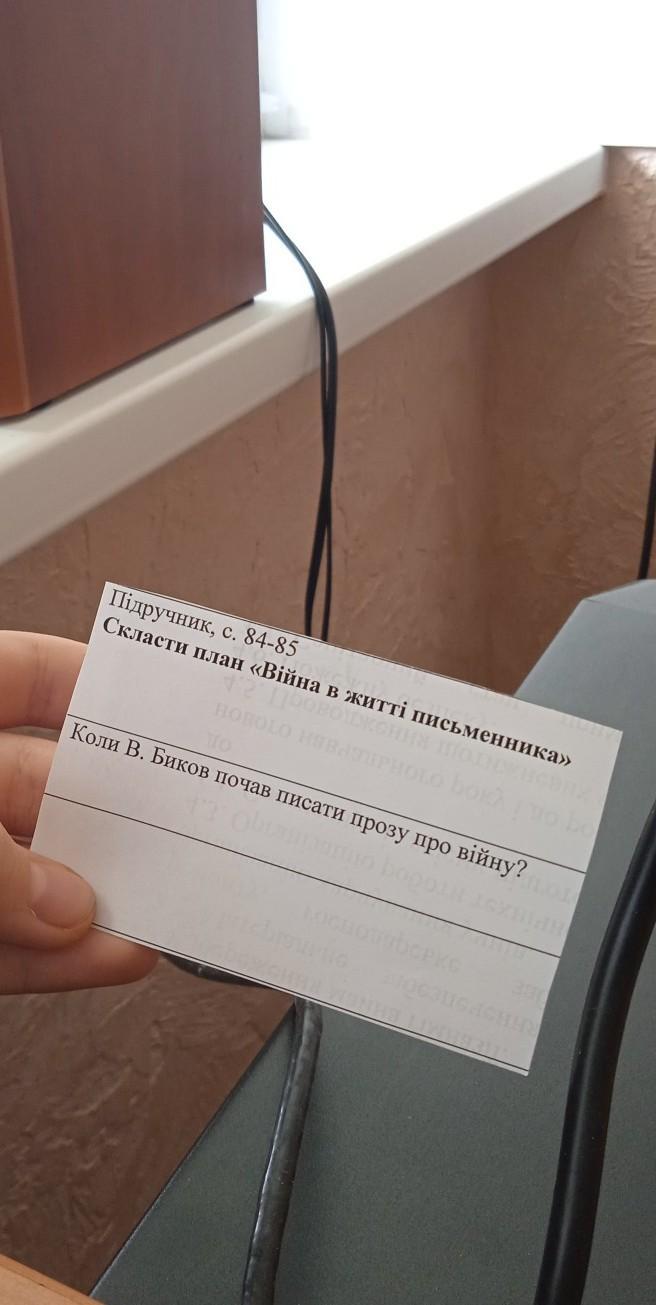 Підручник, с. 84-85
Скласти план «Війна в житті письменника»
Коли В. Биков почав писати прозу про війну?